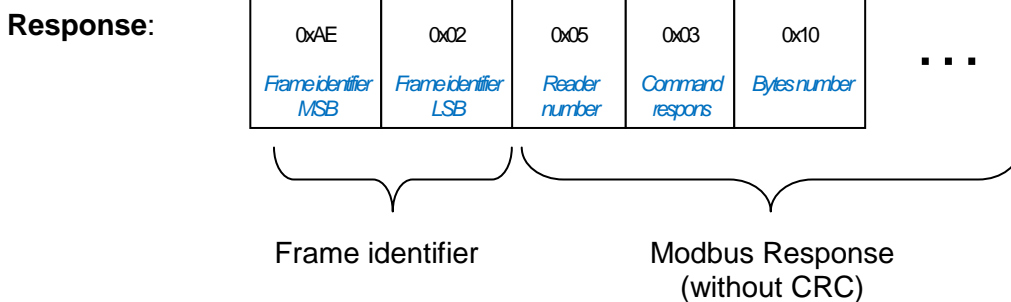 Response:
0xAE 0x02 0x05 0x03 0x10
Frame identifier Frame identifier Reader Command Bytes number ...
MSB LSB number respons
Frame identifier Modbus Response
(without CRC)